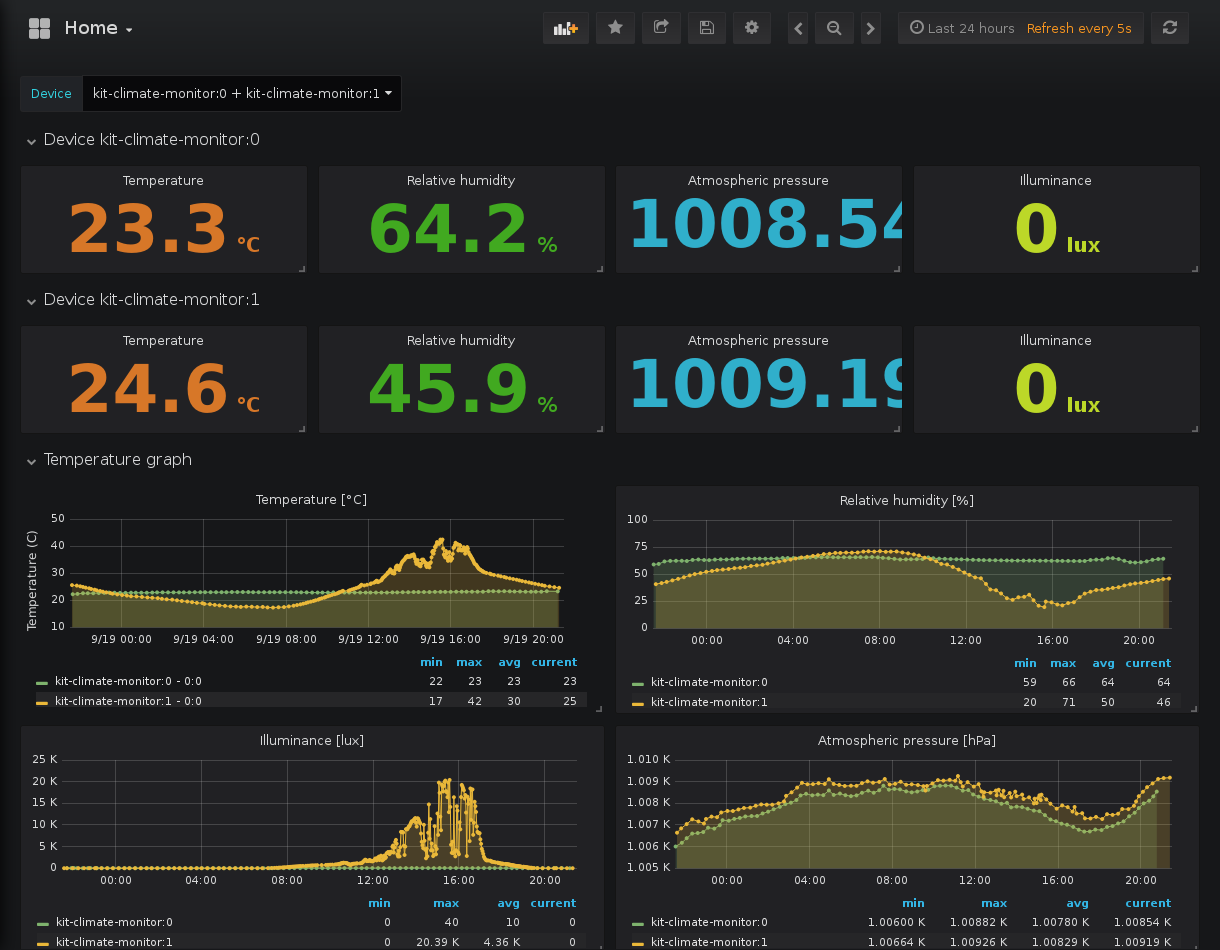 Home
Last 24 hours Refresh every 5s
Device kit-climate-monitor:0 + kit-climate-monitor:1
Device kit-climate-monitor:0
Temperature Relative humidity Atmospheric pressure Illuminance
23.3 °C 64.2 % 1008.54 0 lux
Device kit-climate-monitor:1
Temperature Relative humidity Atmospheric pressure Illuminance
24.6 °C 45.9 % 1009.19 0 lux
Temperature graph
Temperature [°C]
Temperature (C)
50
40
30
20
10
9/19 00:00 9/19 04:00 9/19 08:00 9/19 12:00 9/19 16:00 9/19 20:00
min max avg current
kit-climate-monitor:0 - 0:0 22 23 23 23
kit-climate-monitor:1 - 0:0 17 42 30 25
Relative humidity [%]
100
75
50
25
0
00:00 04:00 08:00 12:00 16:00 20:00
min max avg current
kit-climate-monitor:0 59 66 64 64
kit-climate-monitor:1 20 71 50 46
Illuminance [lux]
25 K
20 K
15 K
10 K
5 K
0
00:00 04:00 08:00 12:00 16:00 20:00
min max avg current
kit-climate-monitor:0 0 40 10 0
kit-climate-monitor:1 0 20.39 K 4.36 K 0
Atmospheric pressure [hPa]
1.010 K
1.009 K
1.008 K
1.007 K
1.006 K
1.005 K
00:00 04:00 08:00 12:00 16:00 20:00
min max avg current
kit-climate-monitor:0 1.00600 K 1.00882 K 1.00780 K 1.00854 K
kit-climate-monitor:1 1.00664 K 1.00926 K 1.00829 K 1.00919 K